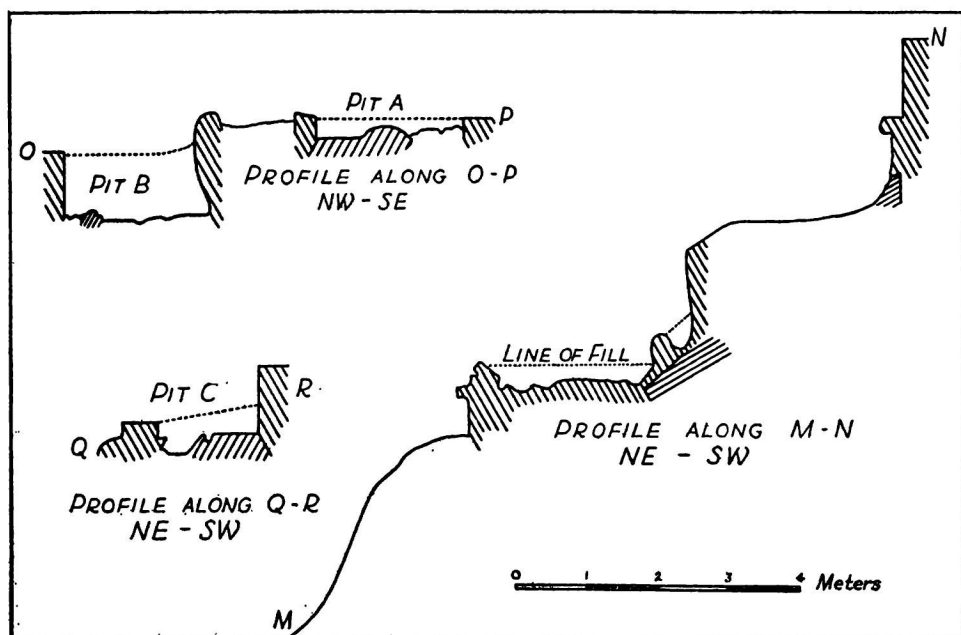 N
PIT A
P
O
PIT B
PROFILE ALONG O-P
NW - SE
LINE OF FILL
PIT C
R
Q
PROFILE ALONG M-N
NE - SW
PROFILE ALONG Q-R
NE - SW
0 1 2 3 4 Meters
M